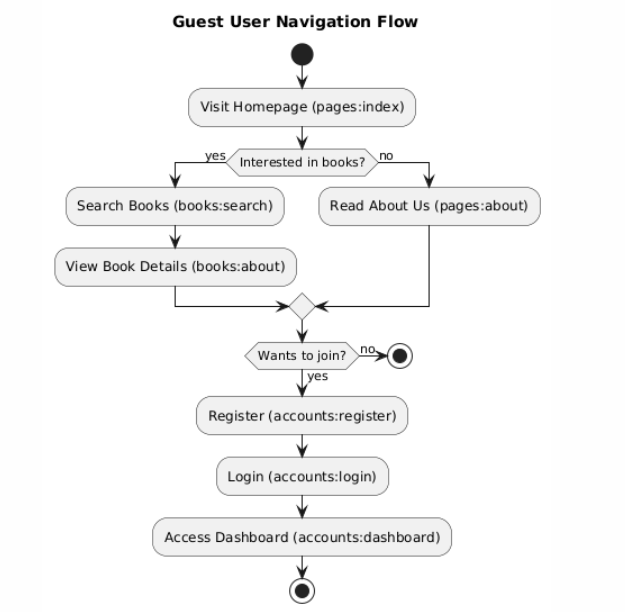 Guest User Navigation Flow
Visit Homepage (pages:index)
yes
Interested in books?
no
Search Books (books:search)
Read About Us (pages:about)
View Book Details (books:about)
Wants to join?
no
yes
Register (accounts:register)
Login (accounts:login)
Access Dashboard (accounts:dashboard)